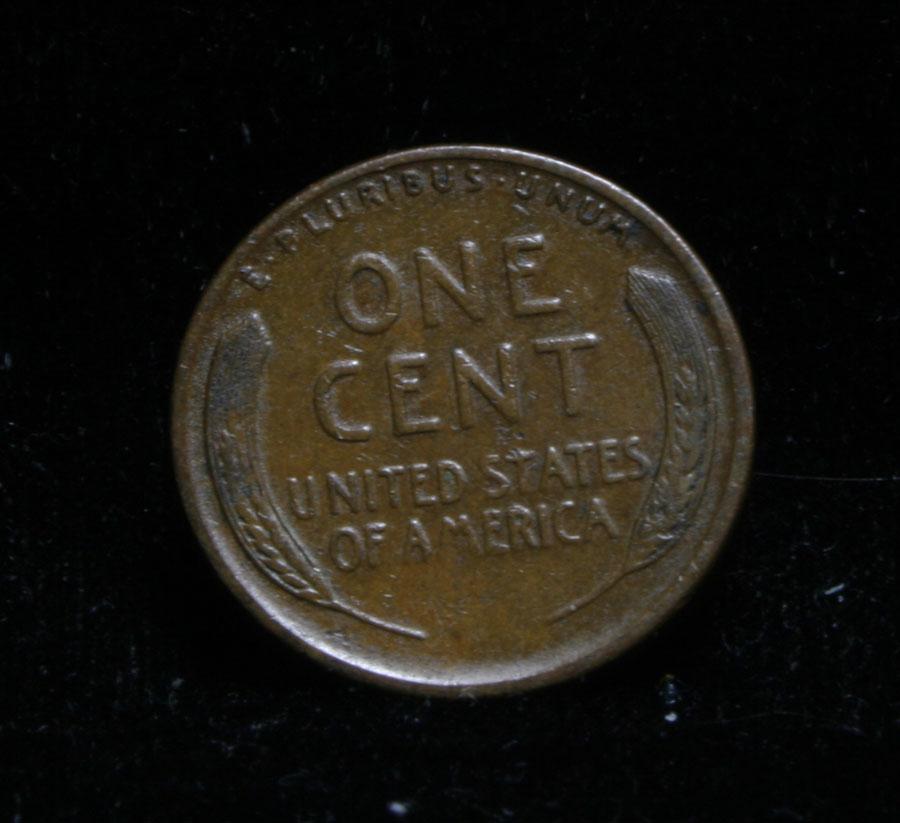 E·PLURIBUS·UNUM
ONE
CENT
UNITED STATES
OF AMERICA